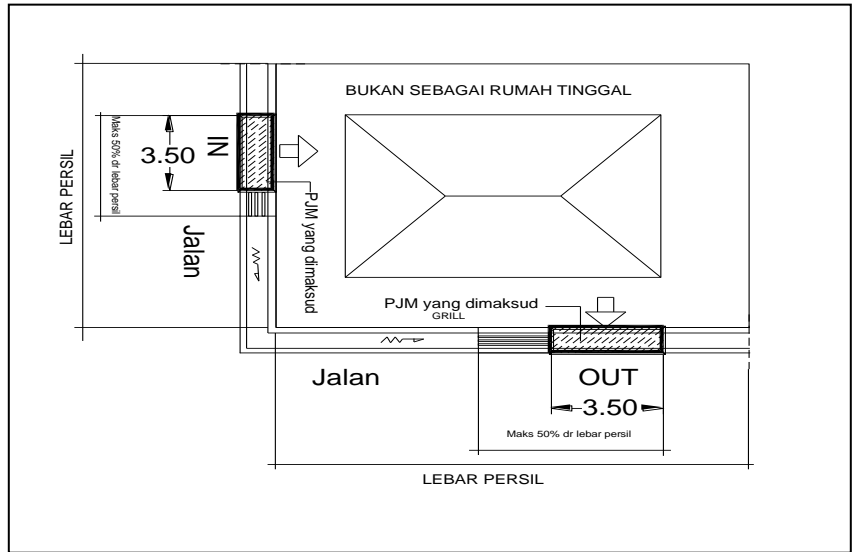 BUKAN SEBAGAI RUMAH TINGGAL
LEBAR PERSIL
Maks 50% dr lebar persil
3.50
IN
PJM yang dimaksud
Jalan
PJM yang dimaksud
GRILL
Jalan
OUT
3.50
Maks 50% dr lebar persil
LEBAR PERSIL